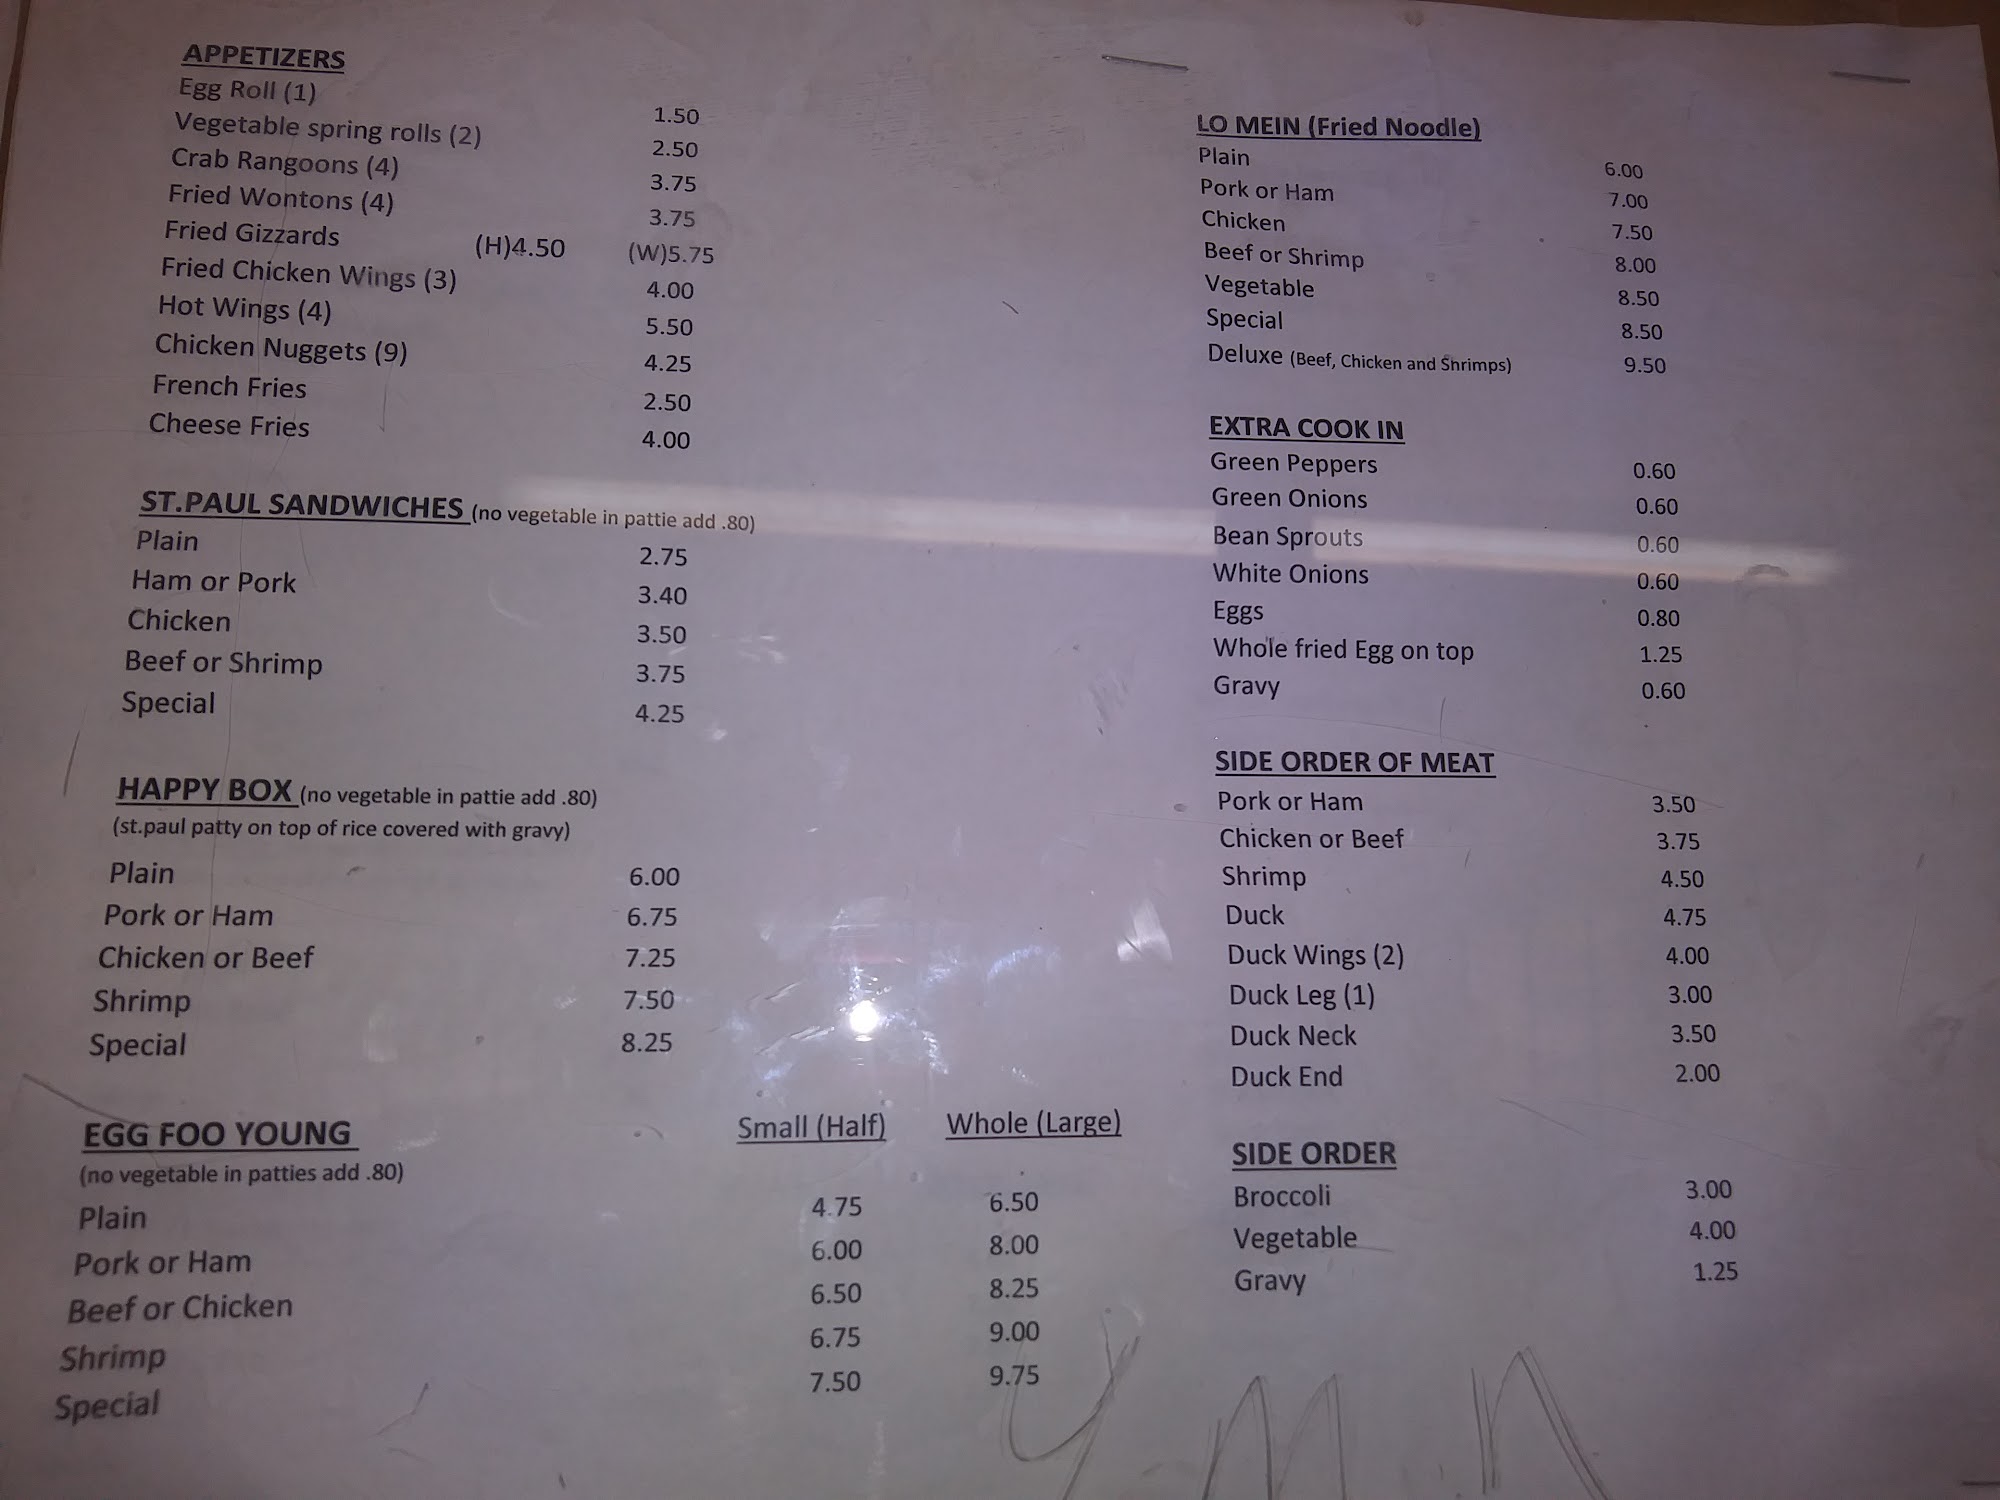 APPETIZERS
Egg Roll (1) 1.50
Vegetable spring rolls (2) 2.50
Crab Rangoons (4) 3.75
Fried Wontons (4) 3.75
Fried Gizzards (H)4.50 (W)5.75
Fried Chicken Wings (3) 4.00
Hot Wings (4) 5.50
Chicken Nuggets (9) 4.25
French Fries 2.50
Cheese Fries 4.00
ST.PAUL SANDWICHES (no vegetable in pattie add .80)
Plain 2.75
Ham or Pork 3.40
Chicken 3.50
Beef or Shrimp 3.75
Special 4.25
HAPPY BOX (no vegetable in pattie add .80)
(st.paul patty on top of rice covered with gravy)
Plain 6.00
Pork or Ham 6.75
Chicken or Beef 7.25
Shrimp 7.50
Special 8.25
EGG FOO YOUNG Small (Half) Whole (Large)
(no vegetable in patties add .80)
Plain 4.75 6.50
Pork or Ham 6.00 8.00
Beef or Chicken 6.50 8.25
Shrimp 6.75 9.00
Special 7.50 9.75
LO MEIN (Fried Noodle)
Plain 6.00
Pork or Ham 7.00
Chicken 7.50
Beef or Shrimp 8.00
Vegetable 8.50
Special 8.50
Deluxe (Beef, Chicken and Shrimps) 9.50
EXTRA COOK IN
Green Peppers 0.60
Green Onions 0.60
Bean Sprouts 0.60
White Onions 0.60
Eggs 0.80
Whole fried Egg on top 1.25
Gravy 0.60
SIDE ORDER OF MEAT
Pork or Ham 3.50
Chicken or Beef 3.75
Shrimp 4.50
Duck 4.75
Duck Wings (2) 4.00
Duck Leg (1) 3.00
Duck Neck 3.50
Duck End 2.00
SIDE ORDER
Broccoli 3.00
Vegetable 4.00
Gravy 1.25